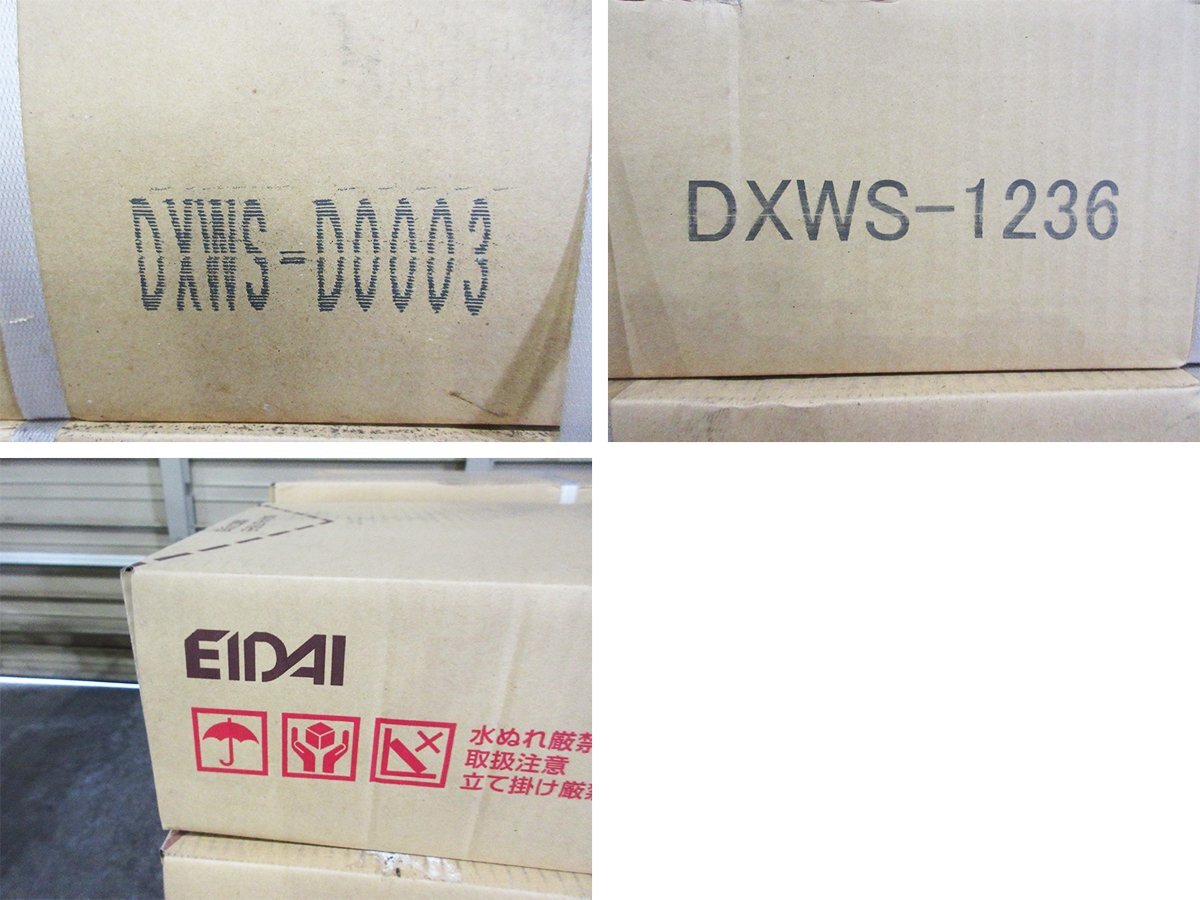 DXWS-D0003
DXWS-1236
EIDAI
水ぬれ厳禁
取扱注意
立て掛け厳禁